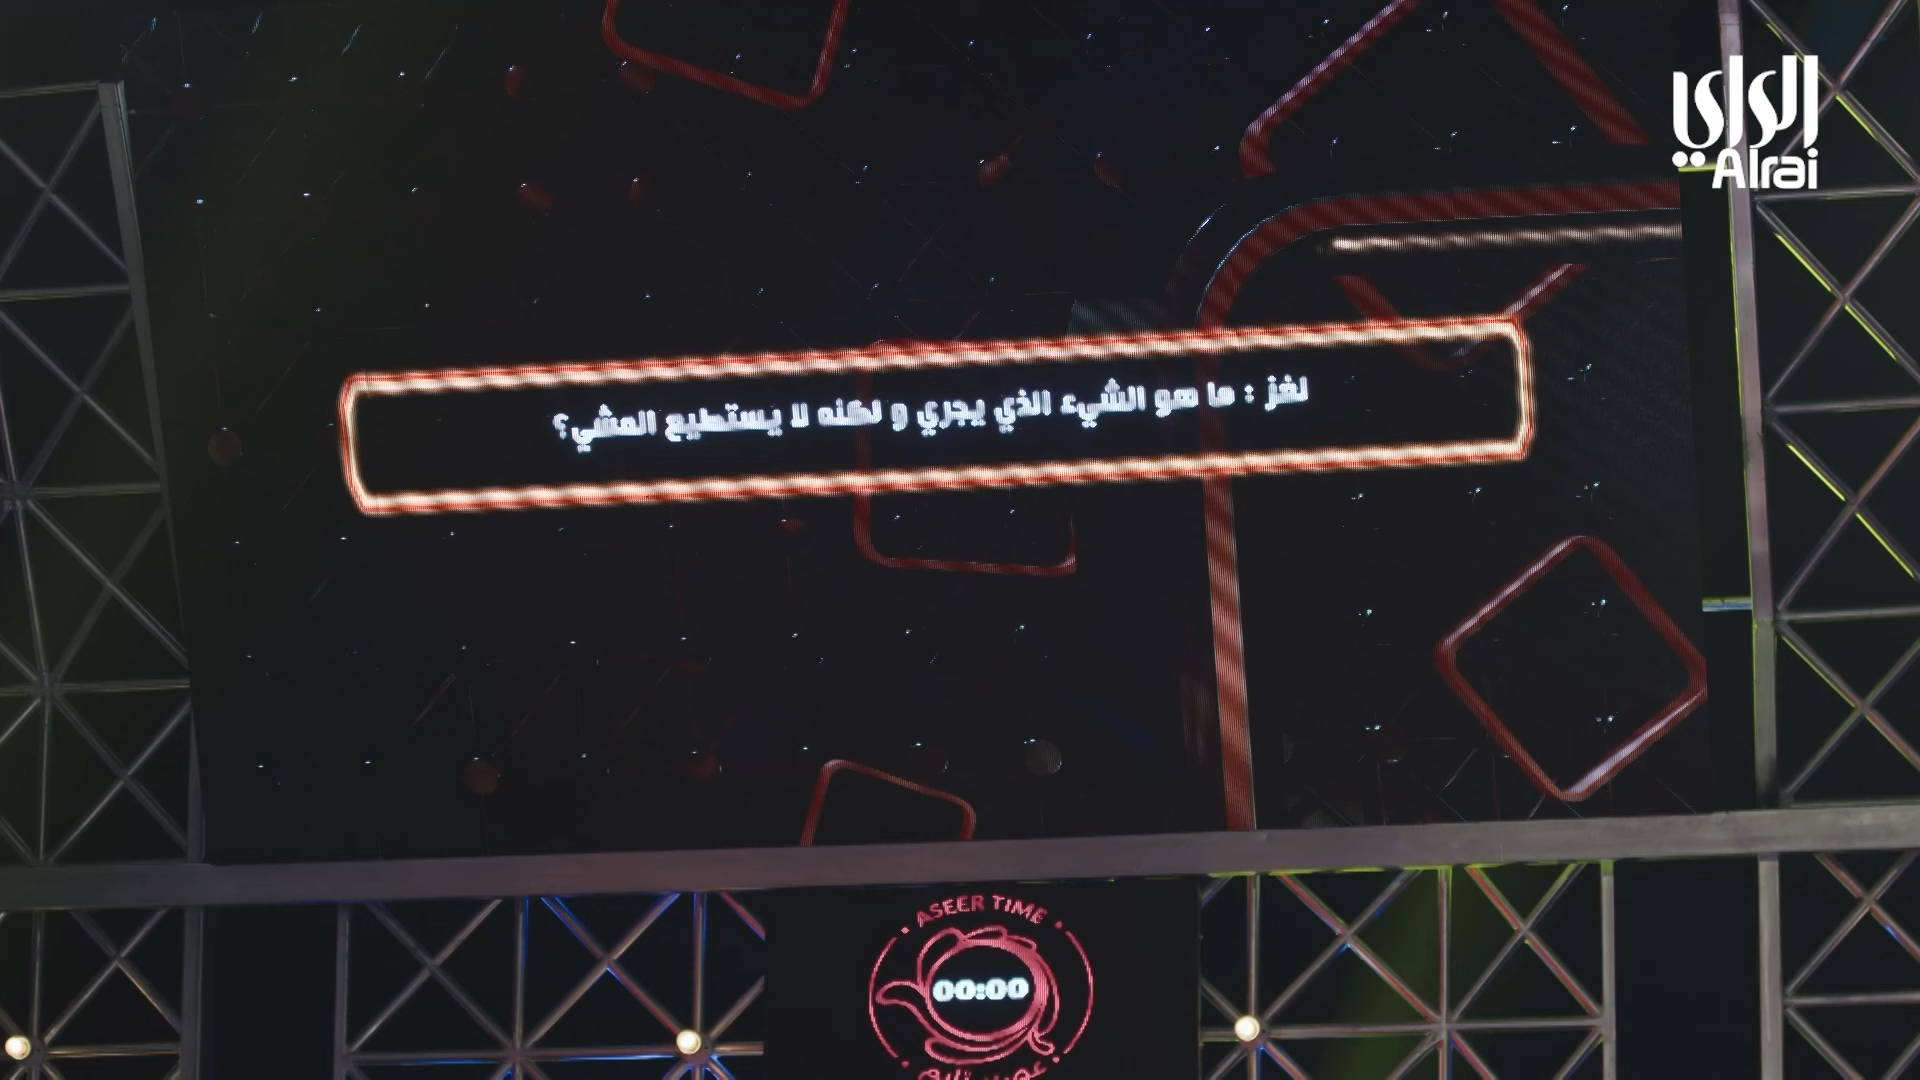 الراي
Alrai
لغز : ما هو الشيء الذي يجري و لكنه لا يستطيع المشي؟
ASEER TIME
00:00